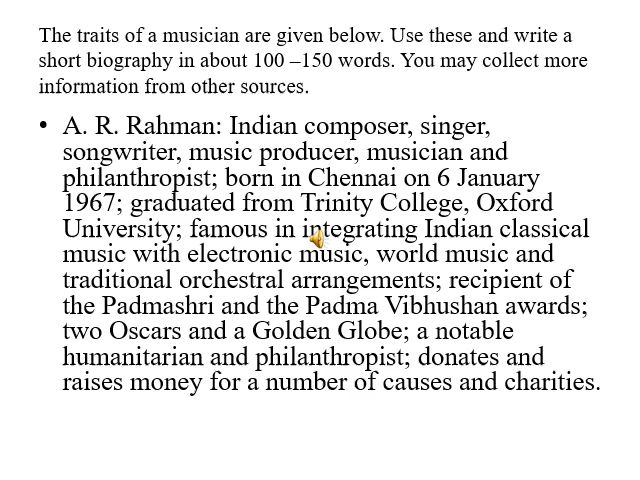 The traits of a musician are given below. Use these and write a
short biography in about 100 –150 words. You may collect more
information from other sources.
• A. R. Rahman: Indian composer, singer,
songwriter, music producer, musician and
philanthropist; born in Chennai on 6 January
1967; graduated from Trinity College, Oxford
University; famous in integrating Indian classical
music with electronic music, world music and
traditional orchestral arrangements; recipient of
the Padmashri and the Padma Vibhushan awards;
two Oscars and a Golden Globe; a notable
humanitarian and philanthropist; donates and
raises money for a number of causes and charities.